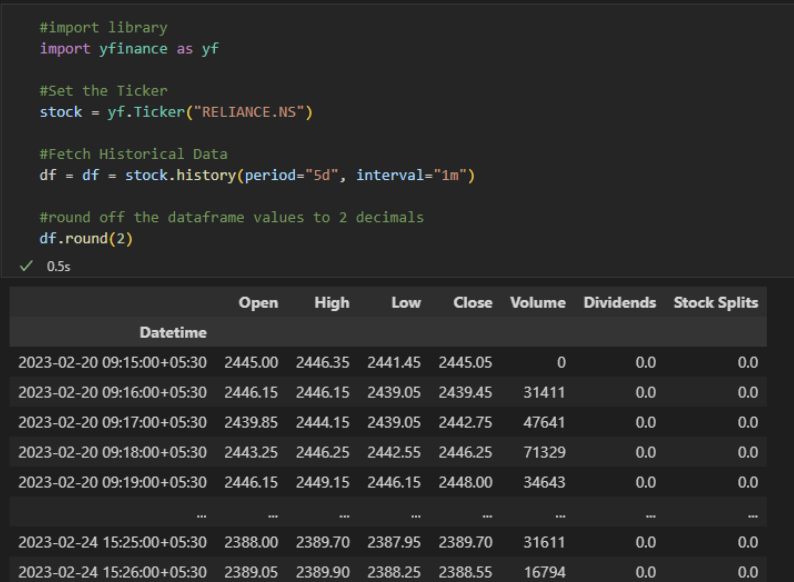 #import library
import yfinance as yf
#Set the Ticker
stock = yf.Ticker("RELIANCE.NS")
#Fetch Historical Data
df = df = stock.history(period="5d", interval="1m")
#round off the dataframe values to 2 decimals
df.round(2)
✓ 0.5s
Open High Low Close Volume Dividends Stock Splits
Datetime
2023-02-20 09:15:00+05:30 2445.00 2446.35 2441.45 2445.05 0 0.0 0.0
2023-02-20 09:16:00+05:30 2446.15 2446.15 2439.05 2439.45 31411 0.0 0.0
2023-02-20 09:17:00+05:30 2439.85 2444.15 2439.05 2442.75 47641 0.0 0.0
2023-02-20 09:18:00+05:30 2443.25 2446.25 2442.55 2446.25 71329 0.0 0.0
2023-02-20 09:19:00+05:30 2446.15 2449.15 2446.15 2448.00 34643 0.0 0.0
... ... ... ... ... ... ... ...
2023-02-24 15:25:00+05:30 2388.00 2389.70 2387.95 2389.70 31611 0.0 0.0
2023-02-24 15:26:00+05:30 2389.05 2389.90 2388.25 2388.55 16794 0.0 0.0